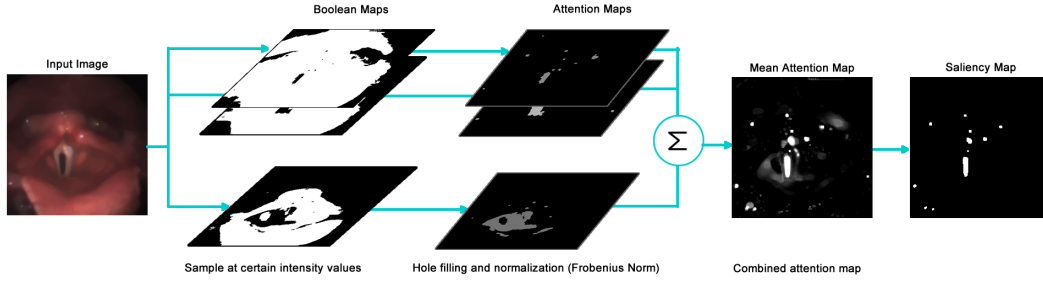 Boolean Maps
Attention Maps
Input Image
Mean Attention Map
Saliency Map
Σ
Sample at certain intensity values
Hole filling and normalization (Frobenius Norm)
Combined attention map